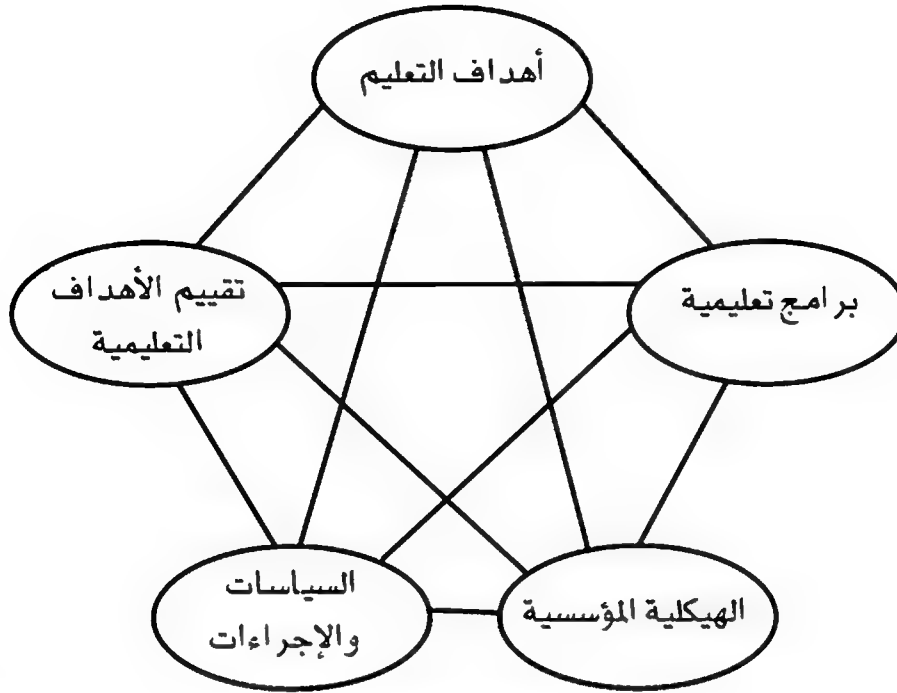 أهداف التعليم
برامج تعليمية
تقييم الأهداف
التعليمية
الهيكلية المؤسسية
السياسات
والإجراءات